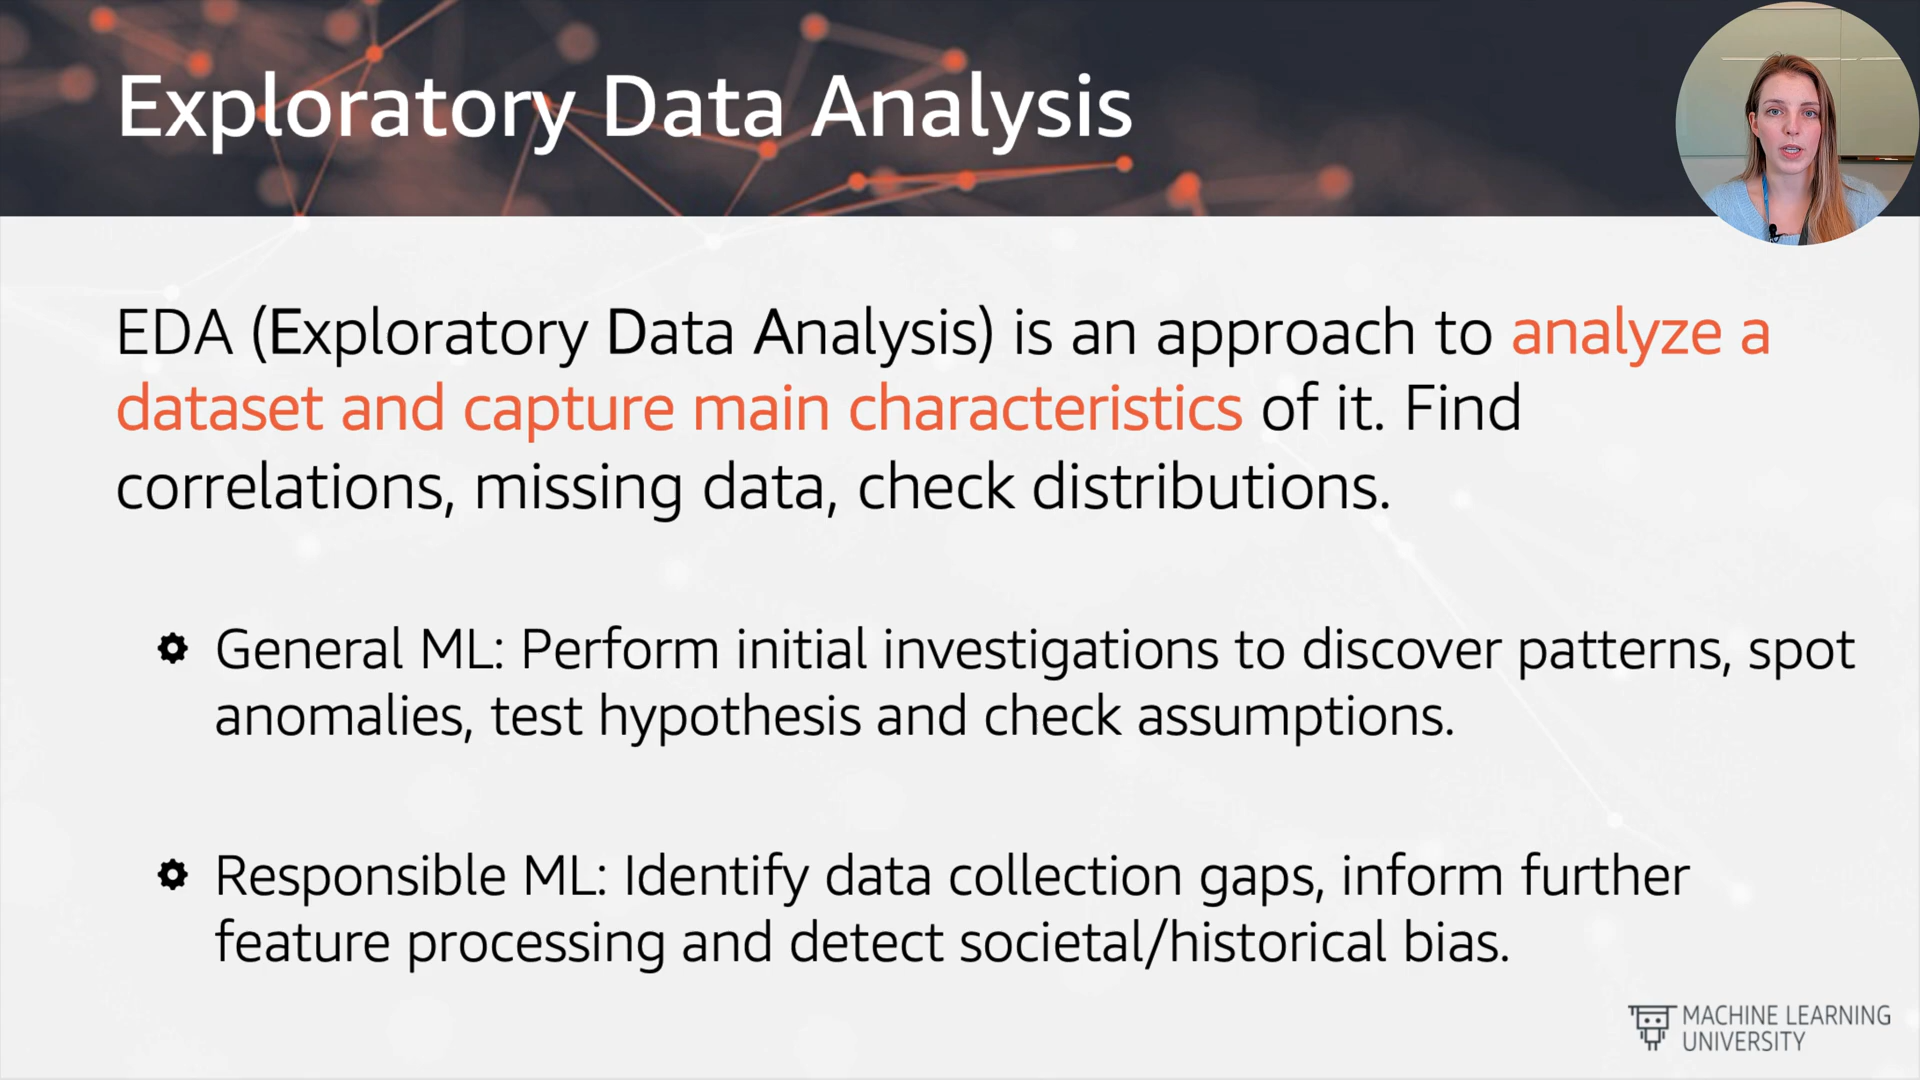 Exploratory Data Analysis
EDA (Exploratory Data Analysis) is an approach to analyze a
dataset and capture main characteristics of it. Find
correlations, missing data, check distributions.
General ML: Perform initial investigations to discover patterns, spot
anomalies, test hypothesis and check assumptions.
Responsible ML: Identify data collection gaps, inform further
feature processing and detect societal/historical bias.
MACHINE LEARNING
UNIVERSITY